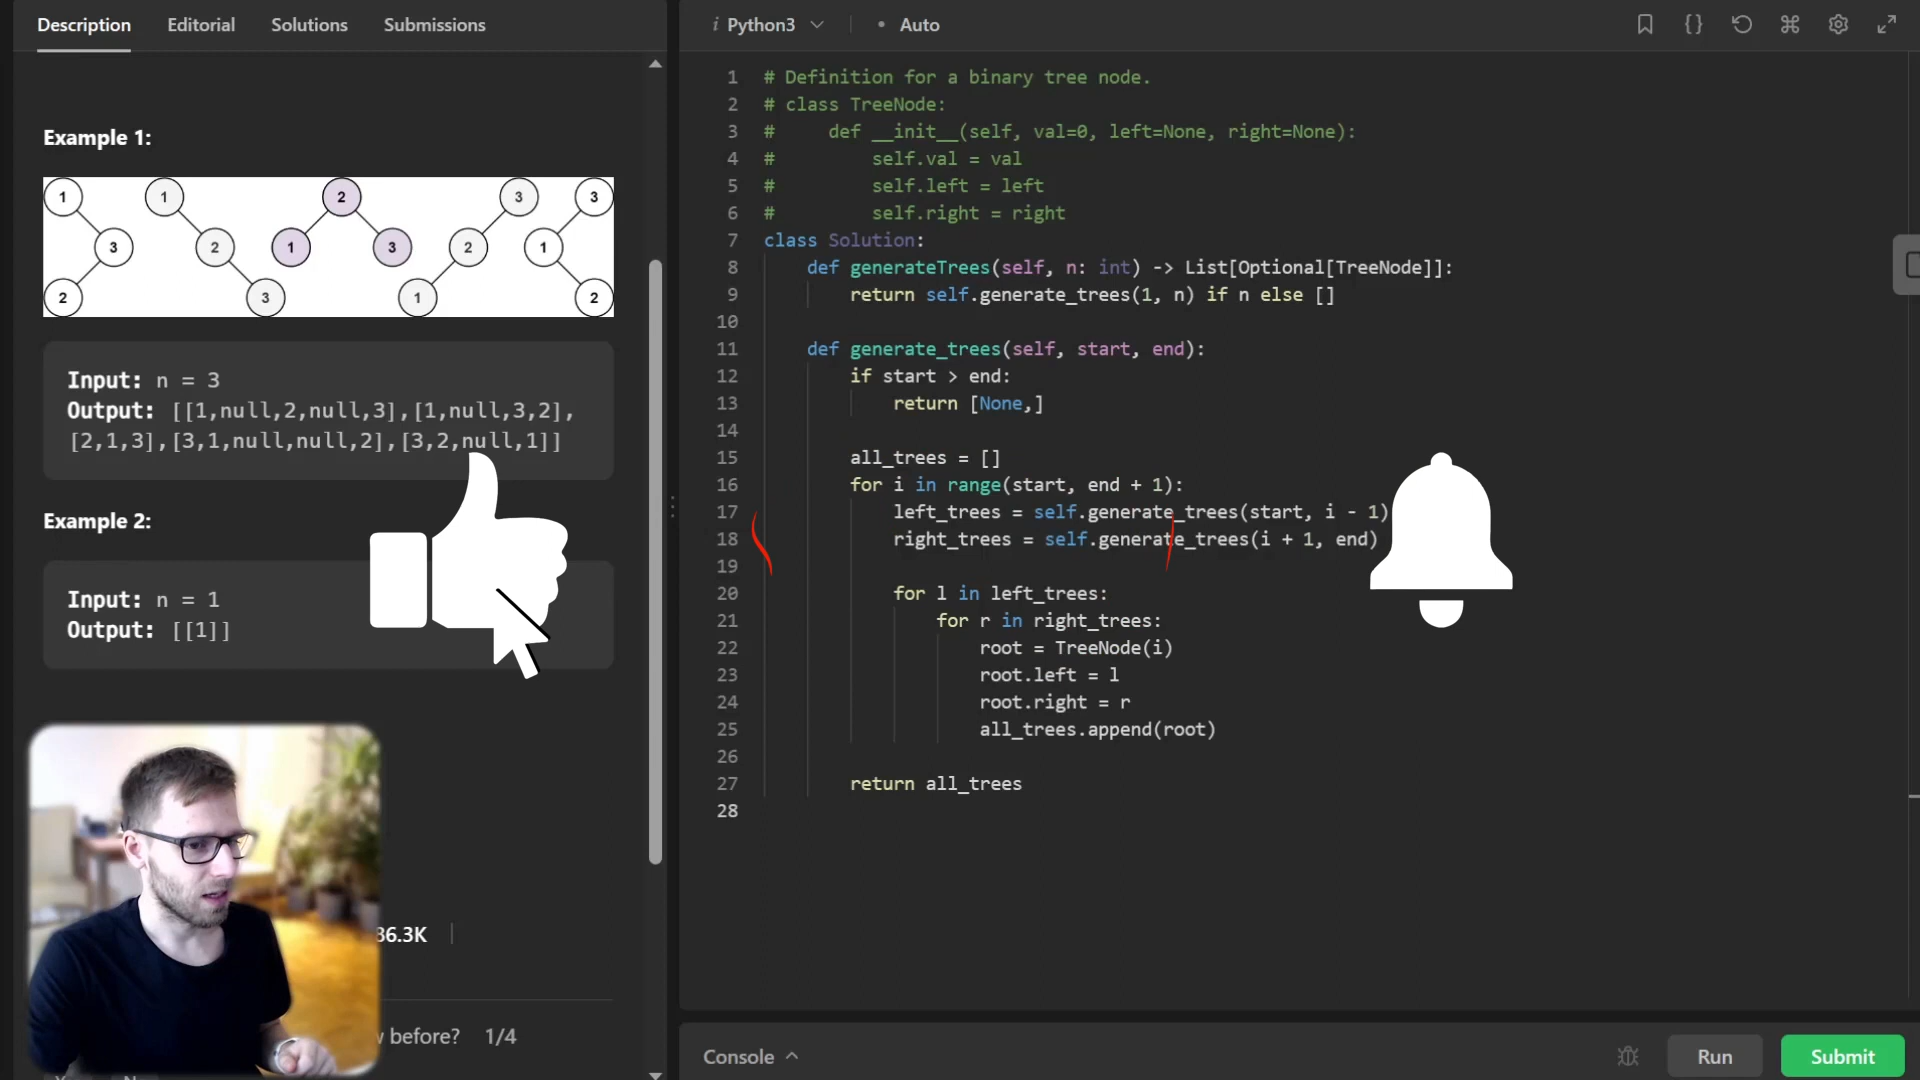 Description Editorial Solutions Submissions
Example 1:
1 1 2 3 3
3 2 1 3 2 1
2 3 1 2
Input: n = 3
Output: [[1,null,2,null,3],[1,null,3,2],
[2,1,3],[3,1,null,null,2],[3,2,null,1]]
Example 2:
Input: n = 1
Output: [[1]]
86.3K
before? 1/4
i Python3 • Auto
1 # Definition for a binary tree node.
2 # class TreeNode:
3 #     def __init__(self, val=0, left=None, right=None):
4 #         self.val = val
5 #         self.left = left
6 #         self.right = right
7 class Solution:
8     def generateTrees(self, n: int) -> List[Optional[TreeNode]]:
9         return self.generate_trees(1, n) if n else []
10
11     def generate_trees(self, start, end):
12         if start > end:
13             return [None,]
14
15         all_trees = []
16         for i in range(start, end + 1):
17             left_trees = self.generate_trees(start, i - 1)
18             right_trees = self.generate_trees(i + 1, end)
19
20             for l in left_trees:
21                 for r in right_trees:
22                     root = TreeNode(i)
23                     root.left = l
24                     root.right = r
25                     all_trees.append(root)
26
27         return all_trees
28
Console Run Submit